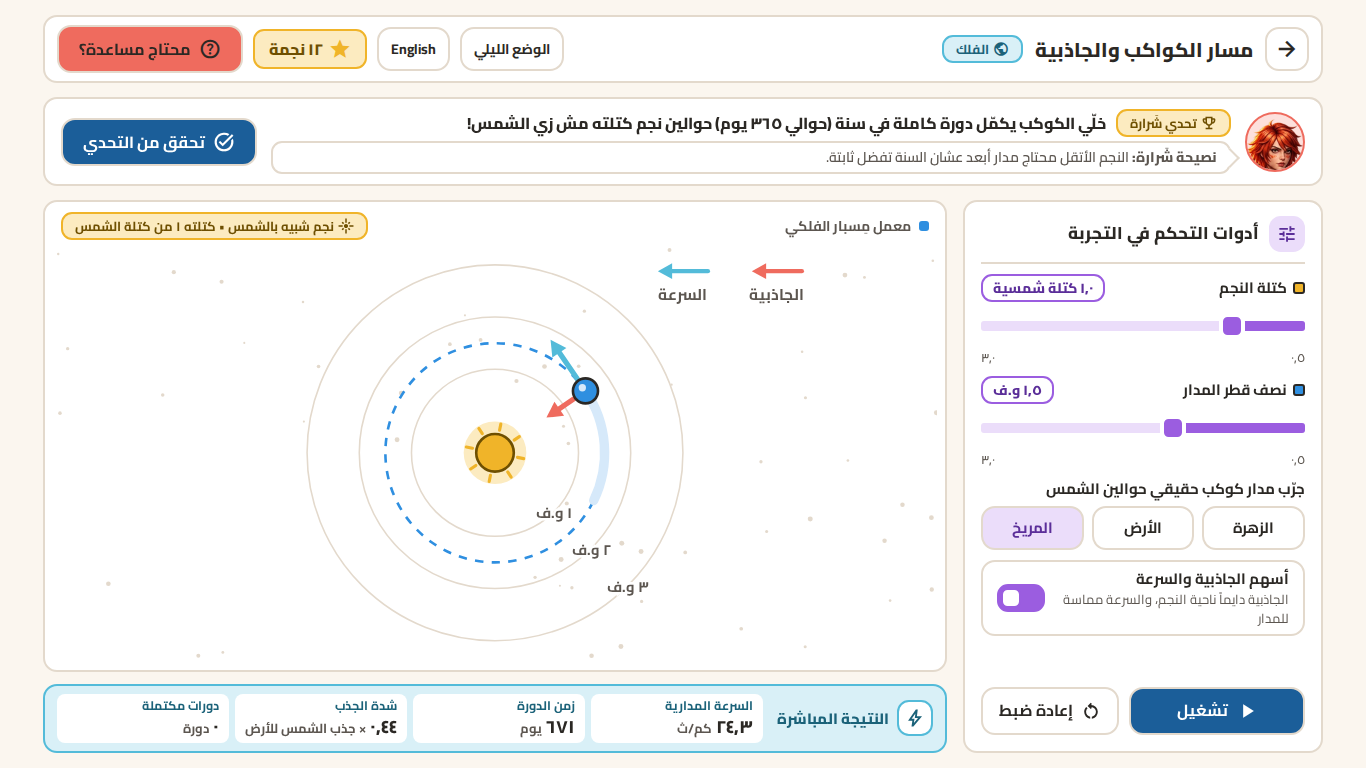 مسار الكواكب والجاذبية
الفلك
الوضع الليلي
English
١٢ نجمة
محتاج مساعدة؟
تحدي شَرارة
خلّي الكوكب يكمّل دورة كاملة في سنة (حوالي ٣٦٥ يوم) حوالين نجم كتلته مش زي الشمس!
نصيحة شَرارة: النجم الأتقل محتاج مدار أبعد عشان السنة تفضل ثابتة.
تحقق من التحدي
أدوات التحكم في التجربة
كتلة النجم
١,٠ كتلة شمسية
٠,٥
٣,٠
نصف قطر المدار
١,٥ و.ف
٠,٥
٣,٠
جرّب مدار كوكب حقيقي حوالين الشمس
الزهرة
الأرض
المريخ
أسهم الجاذبية والسرعة
الجاذبية دايماً ناحية النجم، والسرعة مماسة
للمدار
تشغيل
إعادة ضبط
معمل مِسبار الفلكي
نجم شبيه بالشمس • كتلته ١ من كتلة الشمس
الجاذبية
السرعة
١ و.ف
٢ و.ف
٣ و.ف
النتيجة المباشرة
السرعة المدارية
٢٤,٣ كم/ث
زمن الدورة
٦٧١ يوم
شدة الجذب
٠,٤٤ × جذب الشمس للأرض
دورات مكتملة
٠ دورة